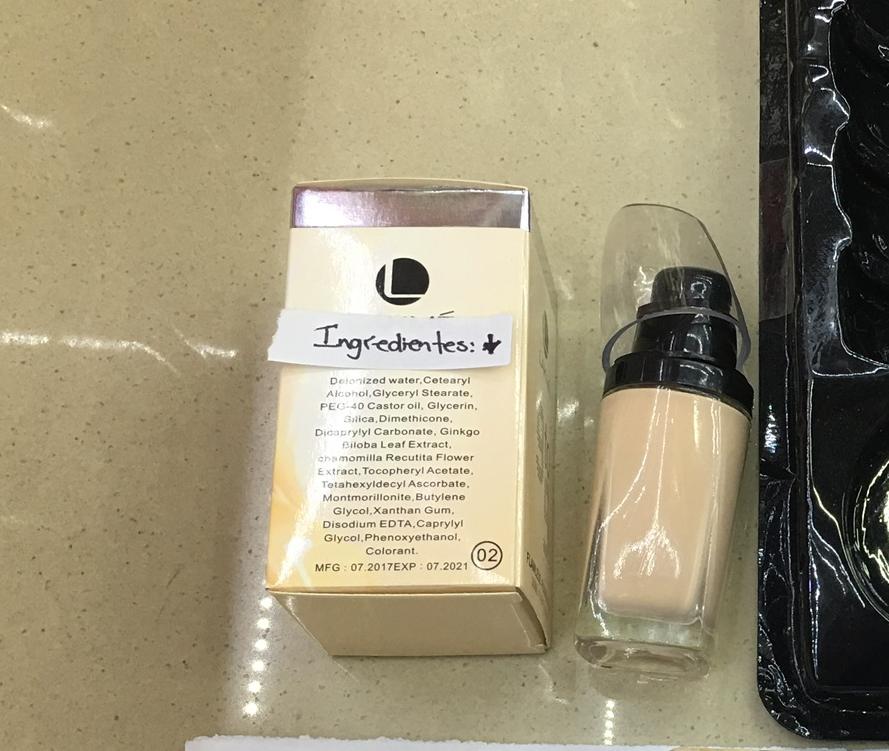 Ingredientes: ↓
Deionized water,Cetearyl
Alcohol,Glyceryl Stearate,
PEG-40 Castor oil, Glycerin,
Silica,Dimethicone,
Dicaprylyl Carbonate, Ginkgo
Biloba Leaf Extract,
chamomilla Recutita Flower
Extract,Tocopheryl Acetate,
Tetahexyldecyl Ascorbate,
Montmorillonite,Butylene
Glycol,Xanthan Gum,
Disodium EDTA,Caprylyl
Glycol,Phenoxyethanol,
Colorant.
MFG : 07.2017EXP : 07.2021
02